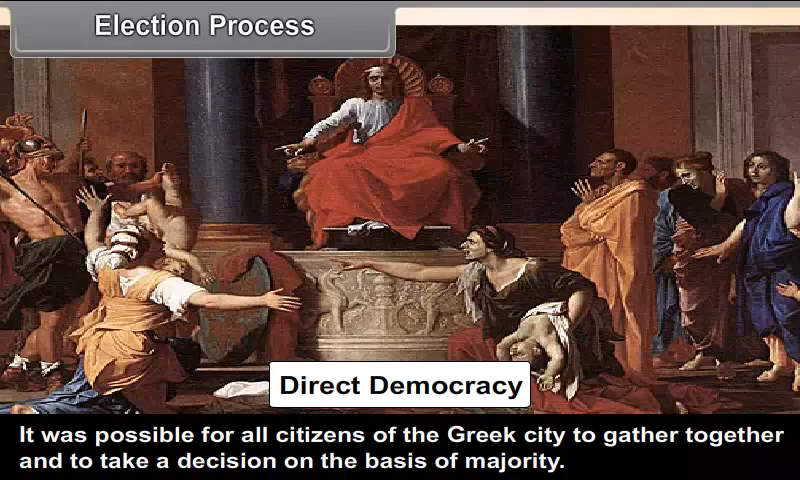 Election Process
Direct Democracy
It was possible for all citizens of the Greek city to gather together
and to take a decision on the basis of majority.